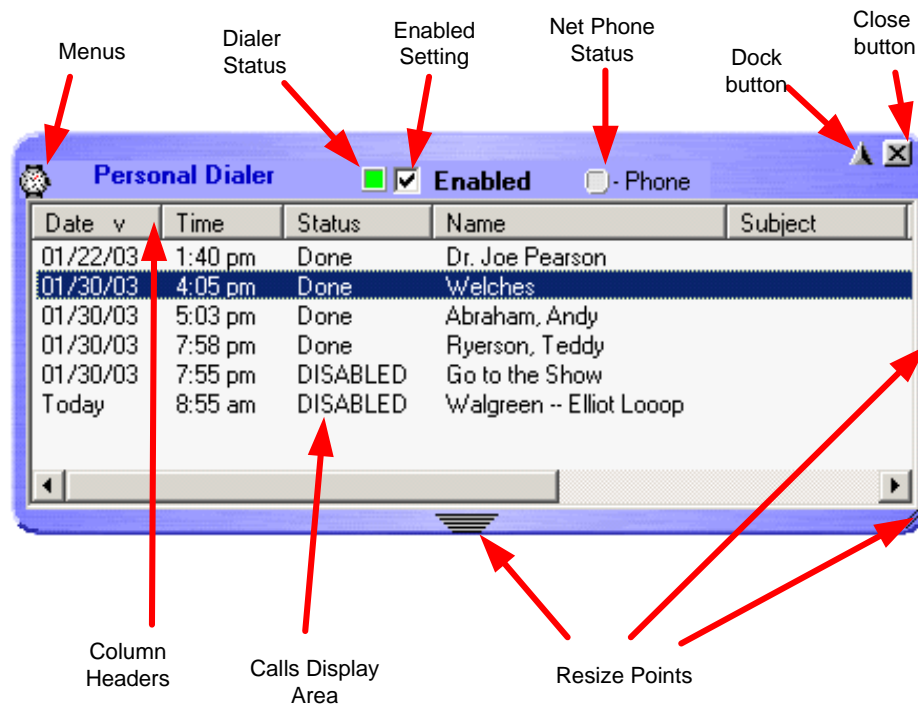 Menus
Dialer
Status
Enabled
Setting
Net Phone
Status
Dock
button
Close
button
Personal Dialer
Enabled
- Phone
Date v Time Status Name Subject
01/22/03 1:40 pm Done Dr. Joe Pearson
01/30/03 4:05 pm Done Welches
01/30/03 5:03 pm Done Abraham, Andy
01/30/03 7:58 pm Done Ryerson, Teddy
01/30/03 7:55 pm DISABLED Go to the Show
Today 8:55 am DISABLED Walgreen -- Elliot Looop
Column
Headers
Calls Display
Area
Resize Points